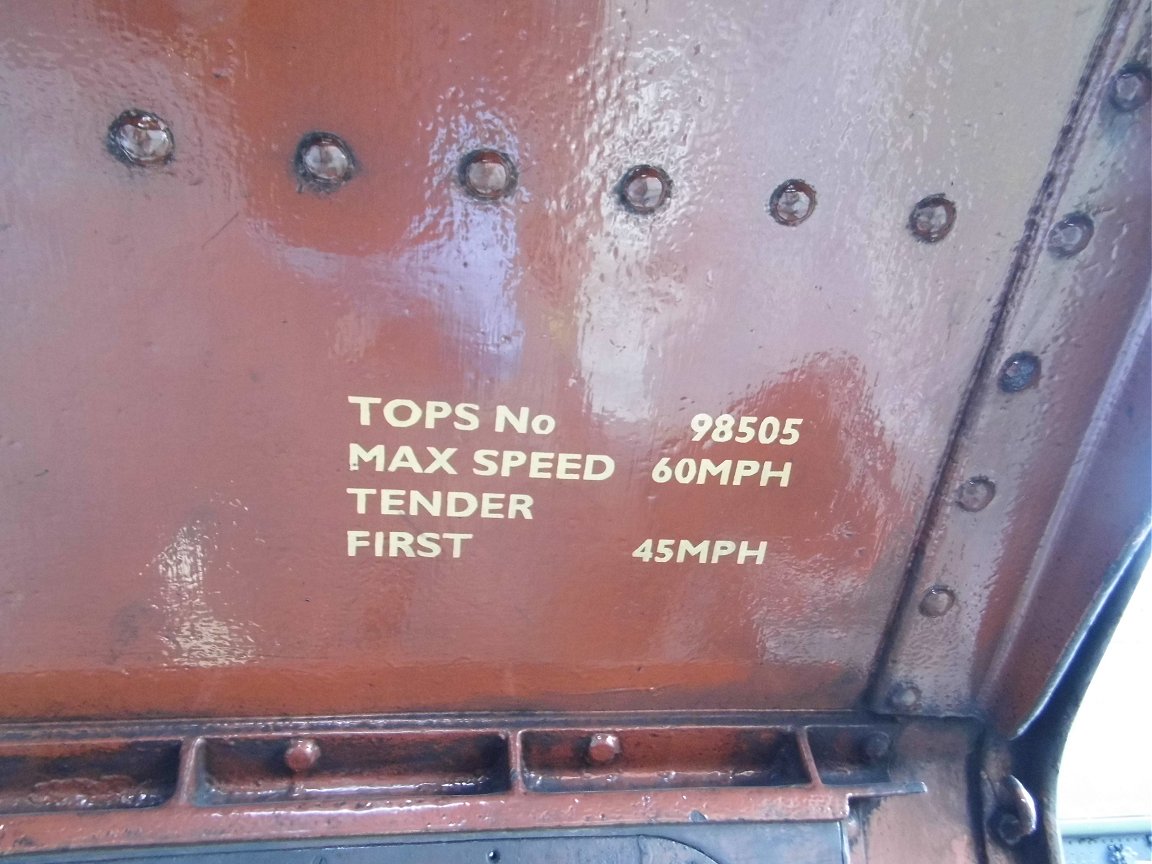 TOPS No 98505
MAX SPEED 60MPH
TENDER
FIRST 45MPH